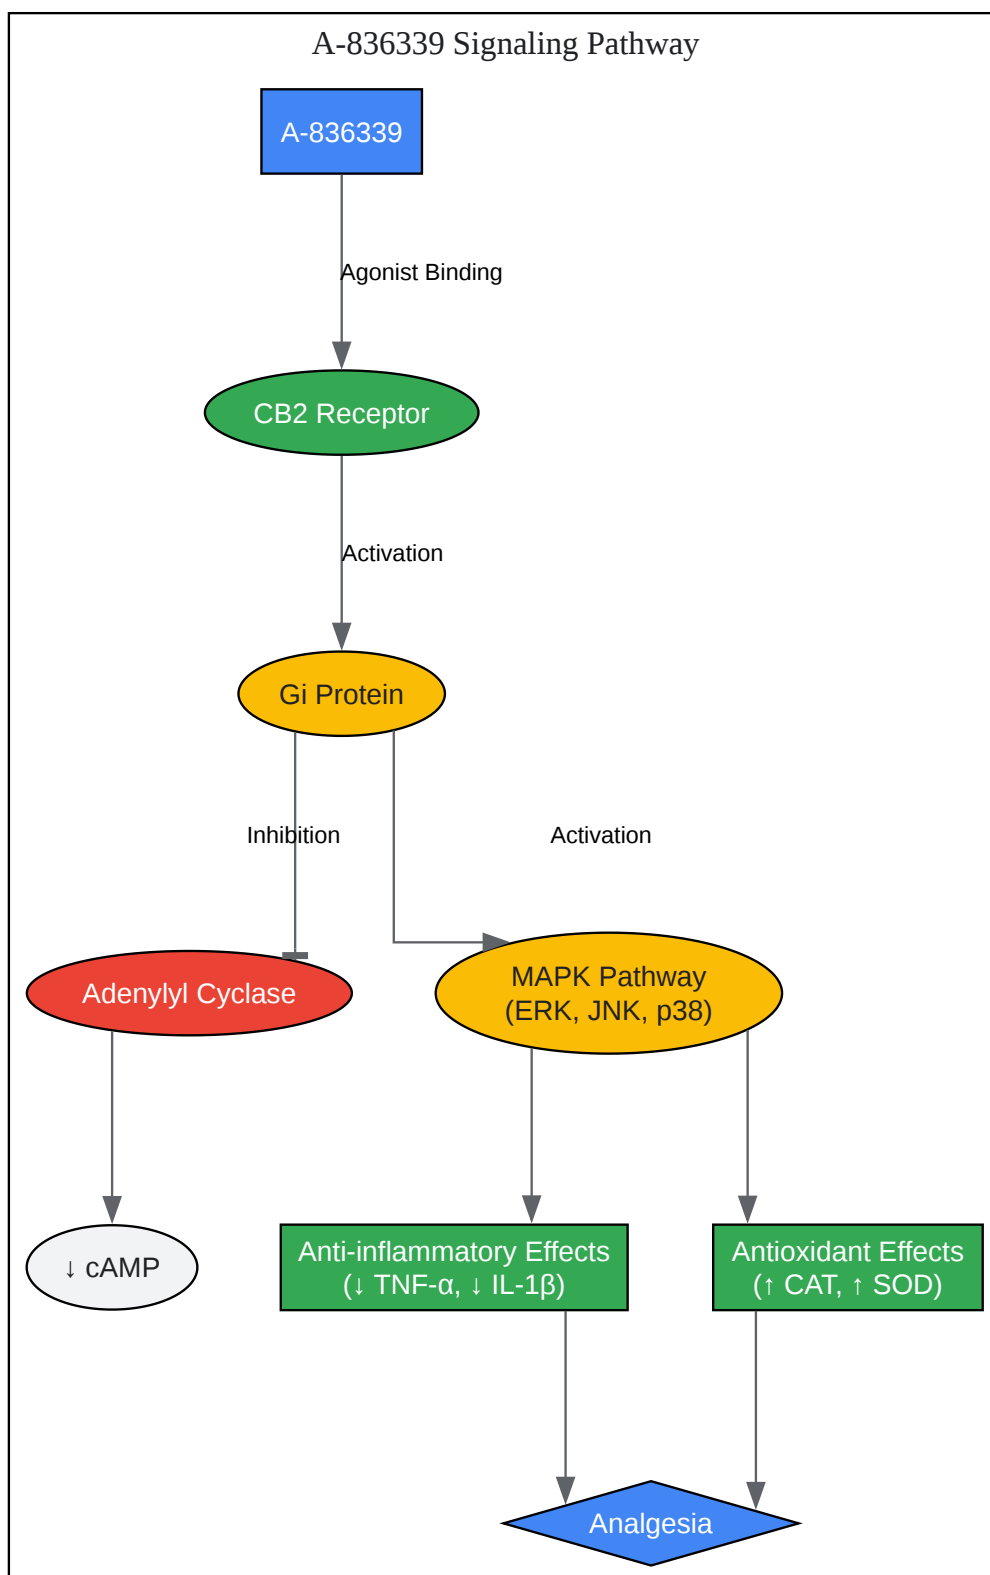 A-836339 Signaling Pathway
A-836339
Agonist Binding
CB2 Receptor
Activation
Gi Protein
Inhibition
Activation
Adenylyl Cyclase
MAPK Pathway
(ERK, JNK, p38)
↓ cAMP
Anti-inflammatory Effects
(↓ TNF-α, ↓ IL-1β)
Antioxidant Effects
(↑ CAT, ↑ SOD)
Analgesia